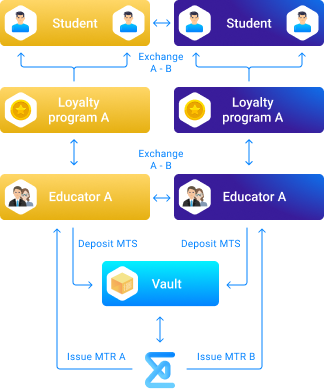 Student
Student
Exchange
A - B
Loyalty
program A
Loyalty
program A
Exchange
A - B
Educator A
Educator A
Deposit MTS
Deposit MTS
Vault
Issue MTR A
Issue MTR B